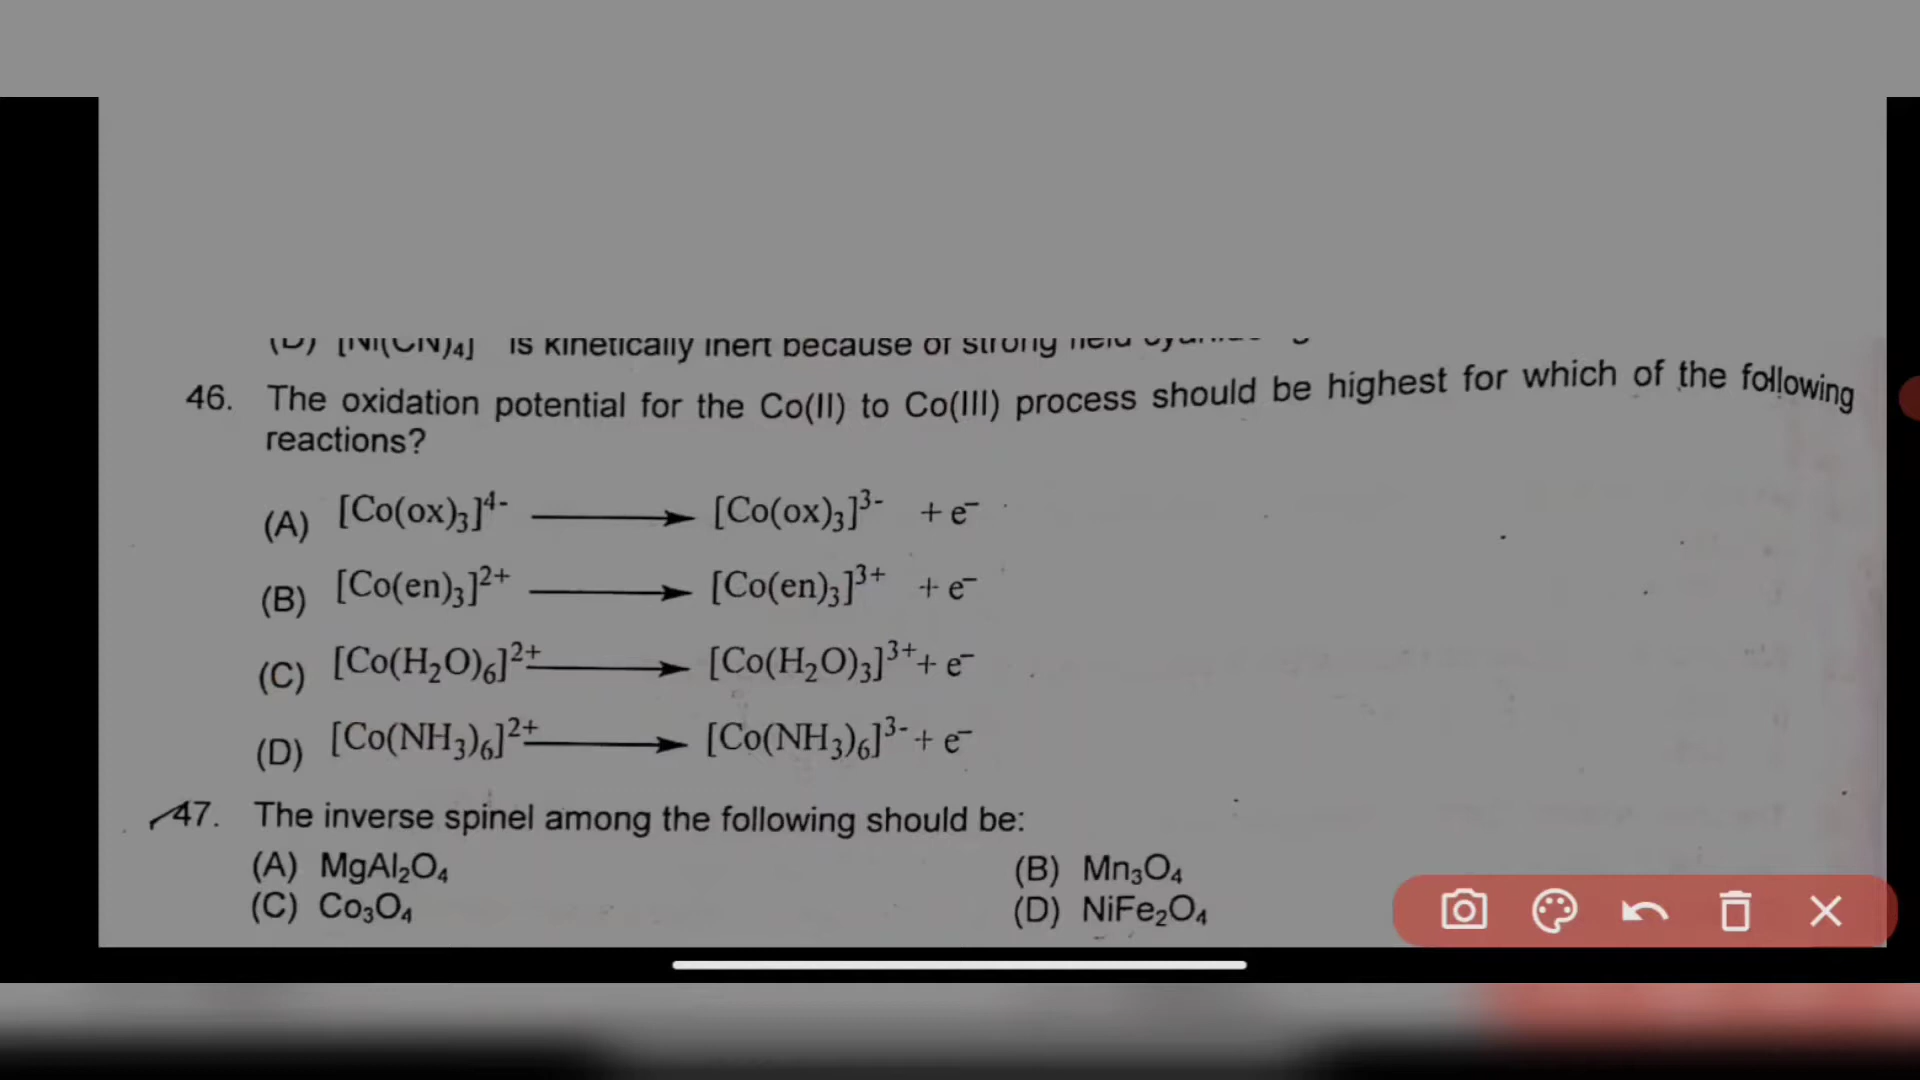 is kinetically inert because of strong
46. The oxidation potential for the Co(II) to Co(III) process should be highest for which of the following
reactions?
(A) [Co(ox)₃]⁴⁻ ⟶ [Co(ox)₃]³⁻ + e⁻
(B) [Co(en)₃]²⁺ ⟶ [Co(en)₃]³⁺ + e⁻
(C) [Co(H₂O)₆]²⁺ ⟶ [Co(H₂O)₃]³⁺ + e⁻
(D) [Co(NH₃)₆]²⁺ ⟶ [Co(NH₃)₆]³⁻ + e⁻
47. The inverse spinel among the following should be:
(A) MgAl₂O₄ (B) Mn₃O₄
(C) Co₃O₄ (D) NiFe₂O₄